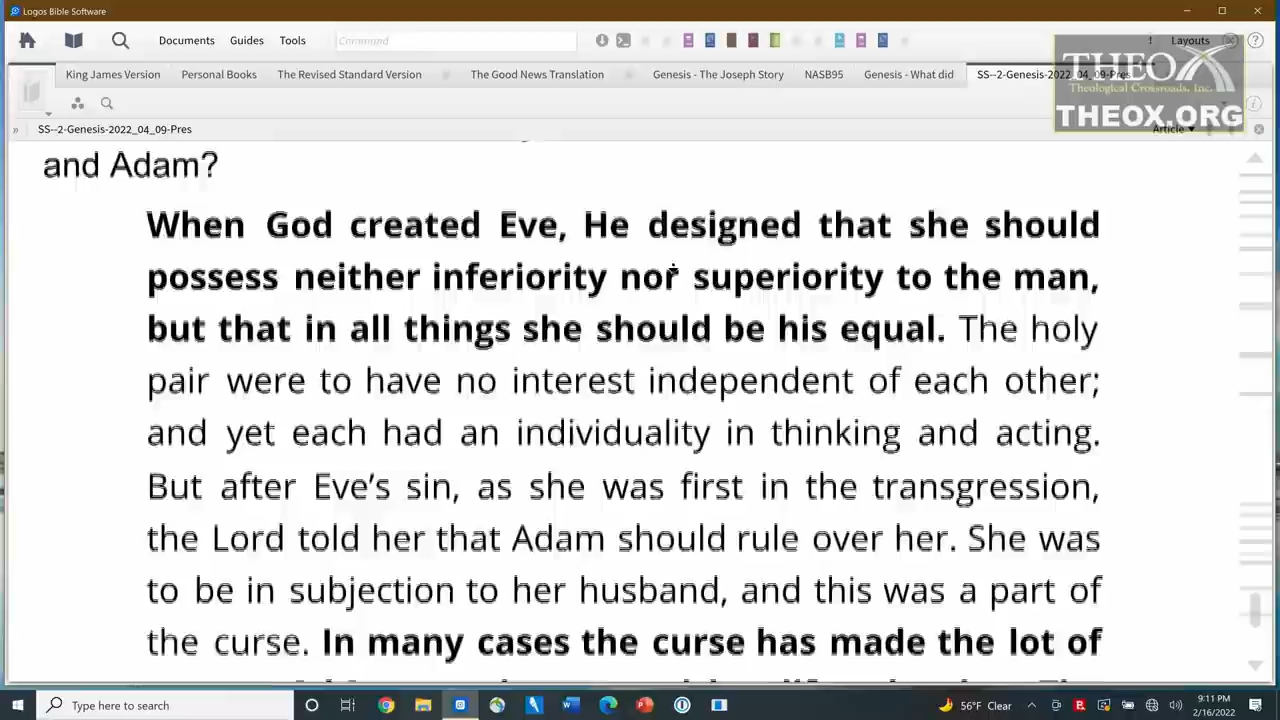 Logos Bible Software
Documents Guides Tools Command Layouts
King James Version Personal Books The Revised Standard Version The Good News Translation Genesis - The Joseph Story NASB95 Genesis - What did SS--2-Genesis-2022_04_09-Pres
THEOX
Theological Crossroads, Inc.
THEOX.ORG
SS--2-Genesis-2022_04_09-Pres Article
and Adam?
When God created Eve, He designed that she should
possess neither inferiority nor superiority to the man,
but that in all things she should be his equal. The holy
pair were to have no interest independent of each other;
and yet each had an individuality in thinking and acting.
But after Eve’s sin, as she was first in the transgression,
the Lord told her that Adam should rule over her. She was
to be in subjection to her husband, and this was a part of
the curse. In many cases the curse has made the lot of
Type here to search 56°F Clear 9:11 PM
2/16/2022